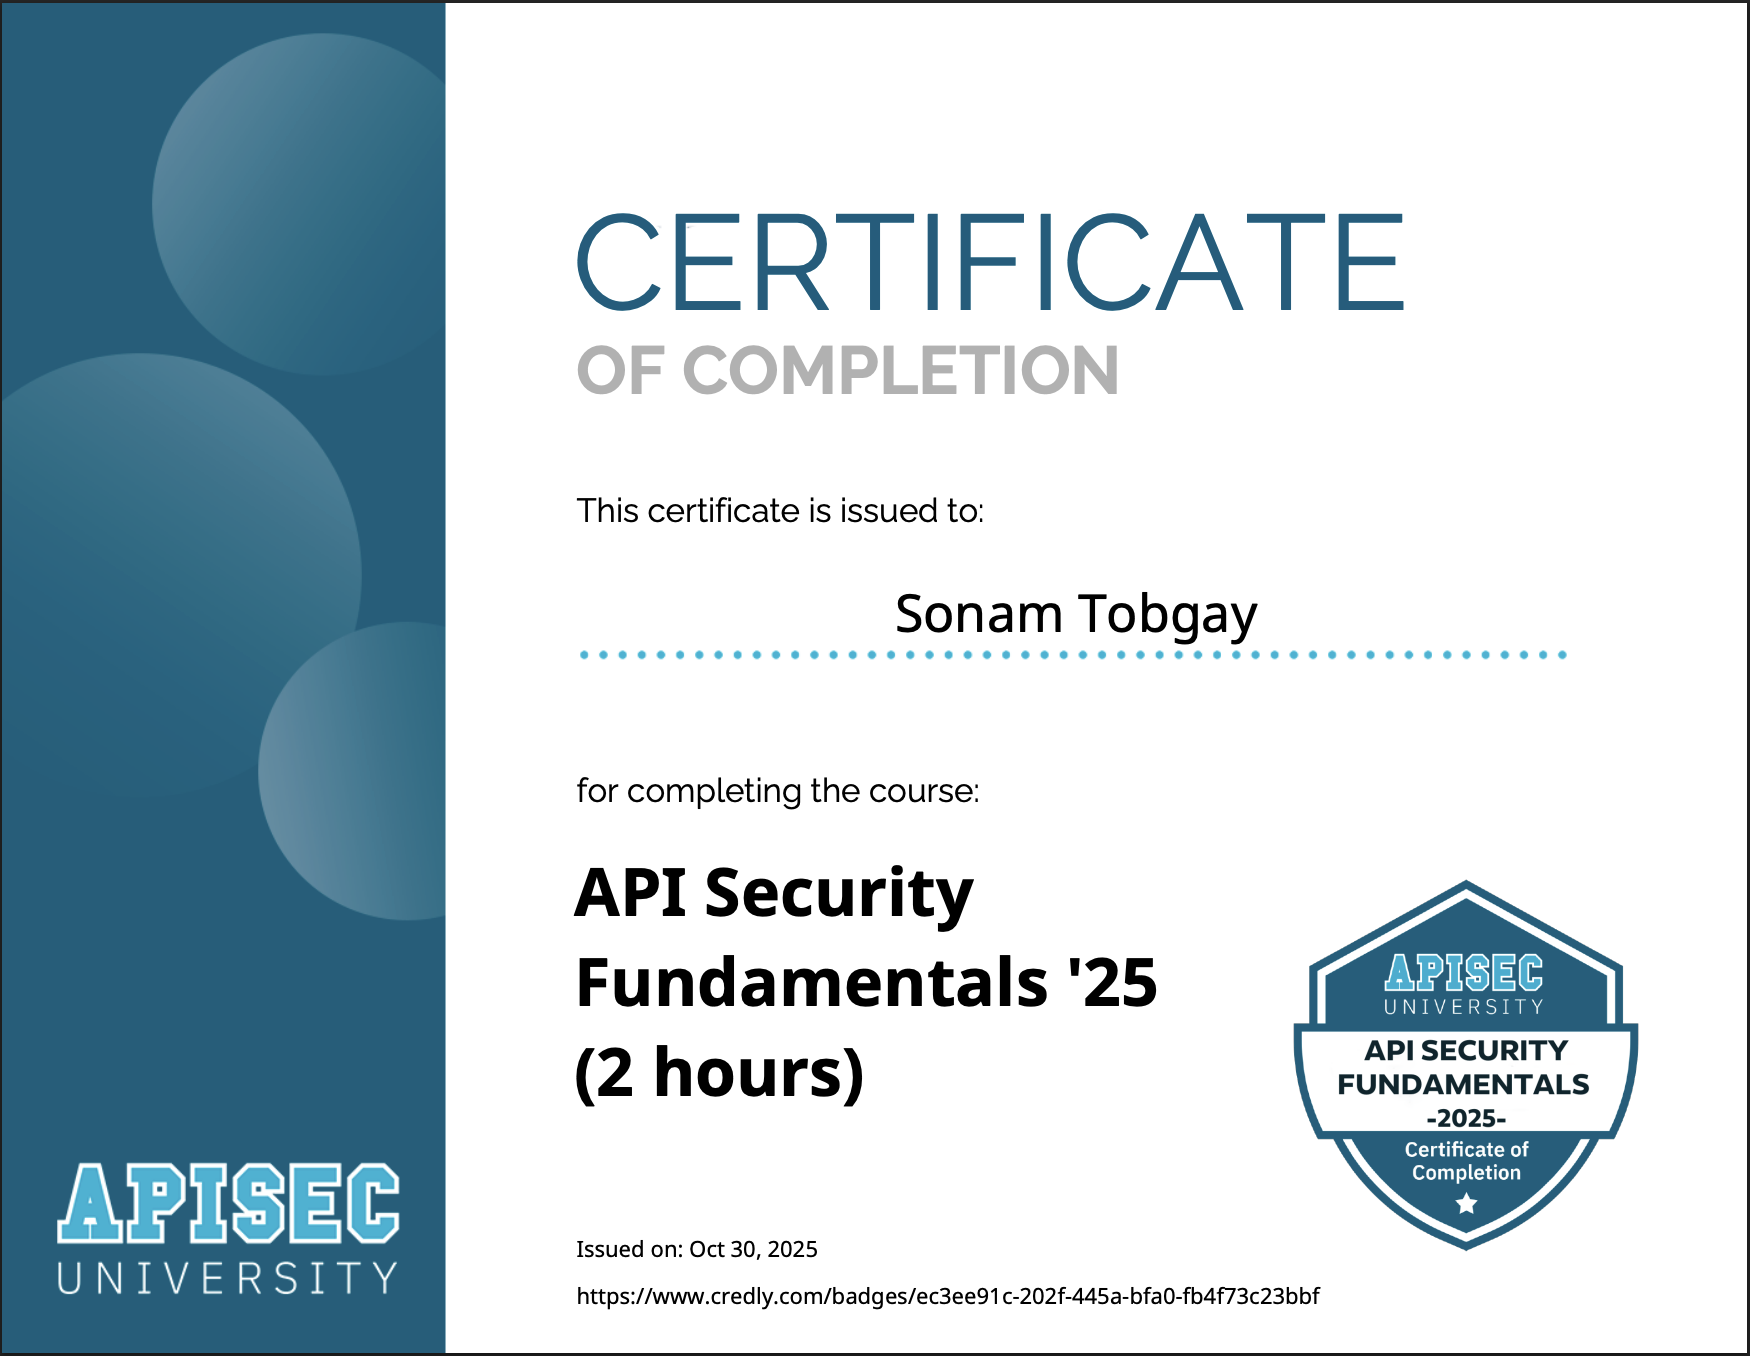 CERTIFICATE
OF COMPLETION
This certificate is issued to:
Sonam Tobgay
for completing the course:
API Security
Fundamentals '25
(2 hours)
APISEC
UNIVERSITY
API SECURITY
FUNDAMENTALS
-2025-
Certificate of
Completion
Issued on: Oct 30, 2025
https://www.credly.com/badges/ec3ee91c-202f-445a-bfa0-fb4f73c23bbf
APISEC
UNIVERSITY